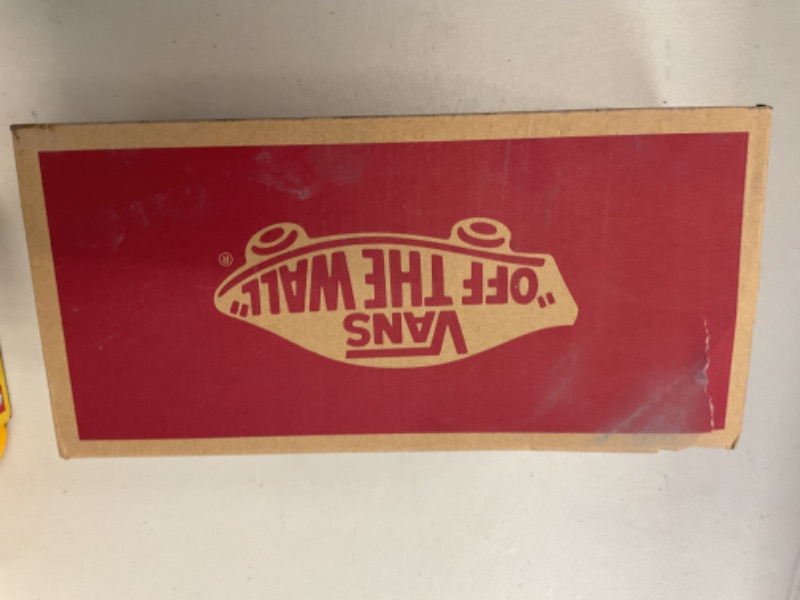 VANS
"OFF THE WALL"
®